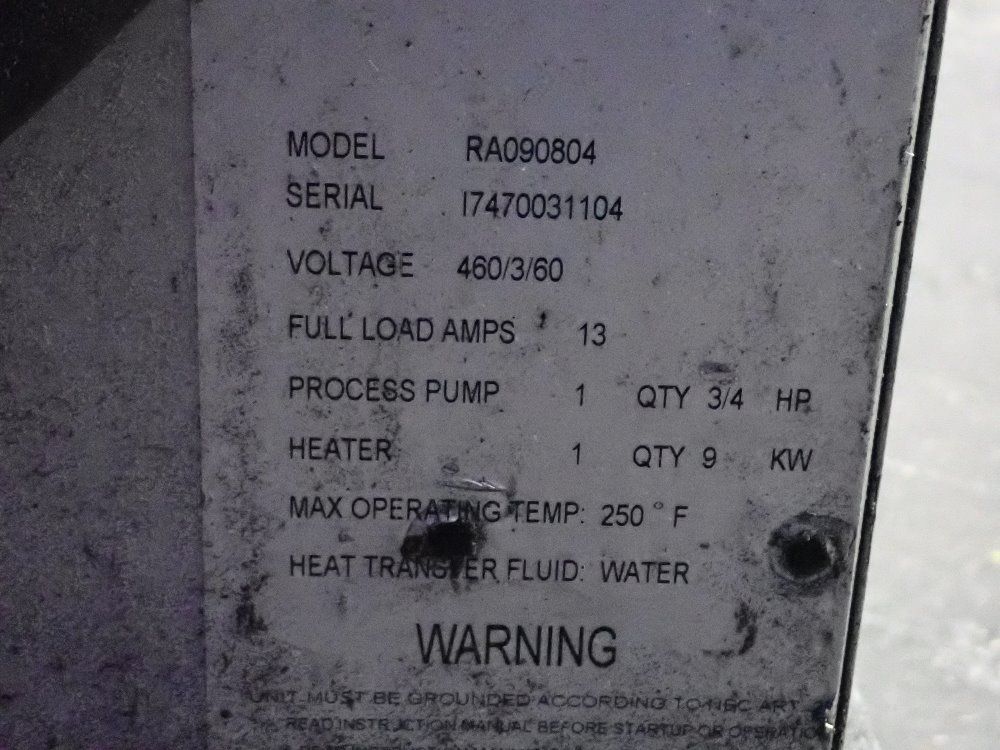 MODEL RA090804
SERIAL I7470031104
VOLTAGE 460/3/60
FULL LOAD AMPS 13
PROCESS PUMP 1 QTY 3/4 HP
HEATER 1 QTY 9 KW
MAX OPERATING TEMP: 250 ° F
HEAT TRANSFER FLUID: WATER
WARNING
UNIT MUST BE GROUNDED ACCORDING TO NEC ART
READ INSTRUCTION MANUAL BEFORE STARTUP OR OPERATIO